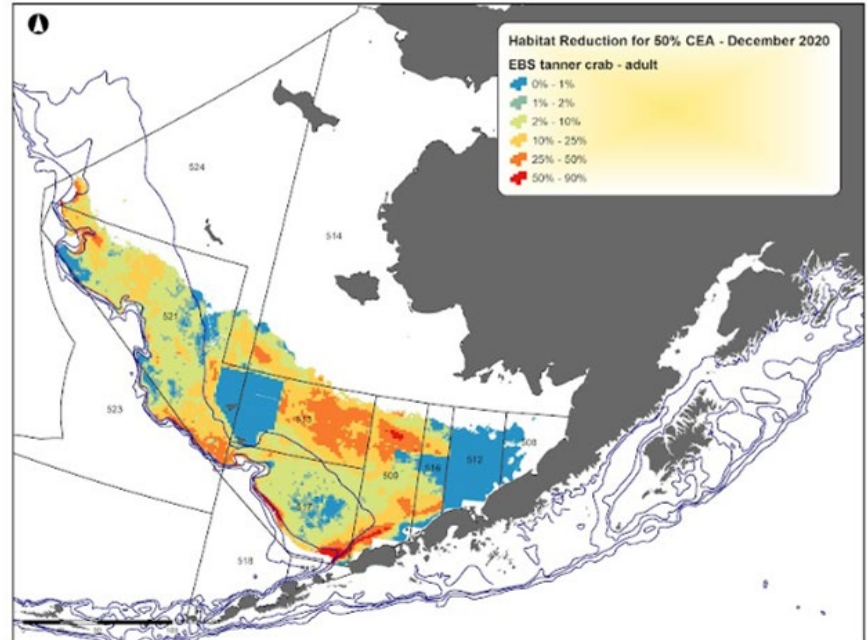 Habitat Reduction for 50% CEA - December 2020
EBS tanner crab - adult
0% - 1%
1% - 2%
2% - 10%
10% - 25%
25% - 50%
50% - 90%
524
514
521
523
513
508
512
516
509
517
518